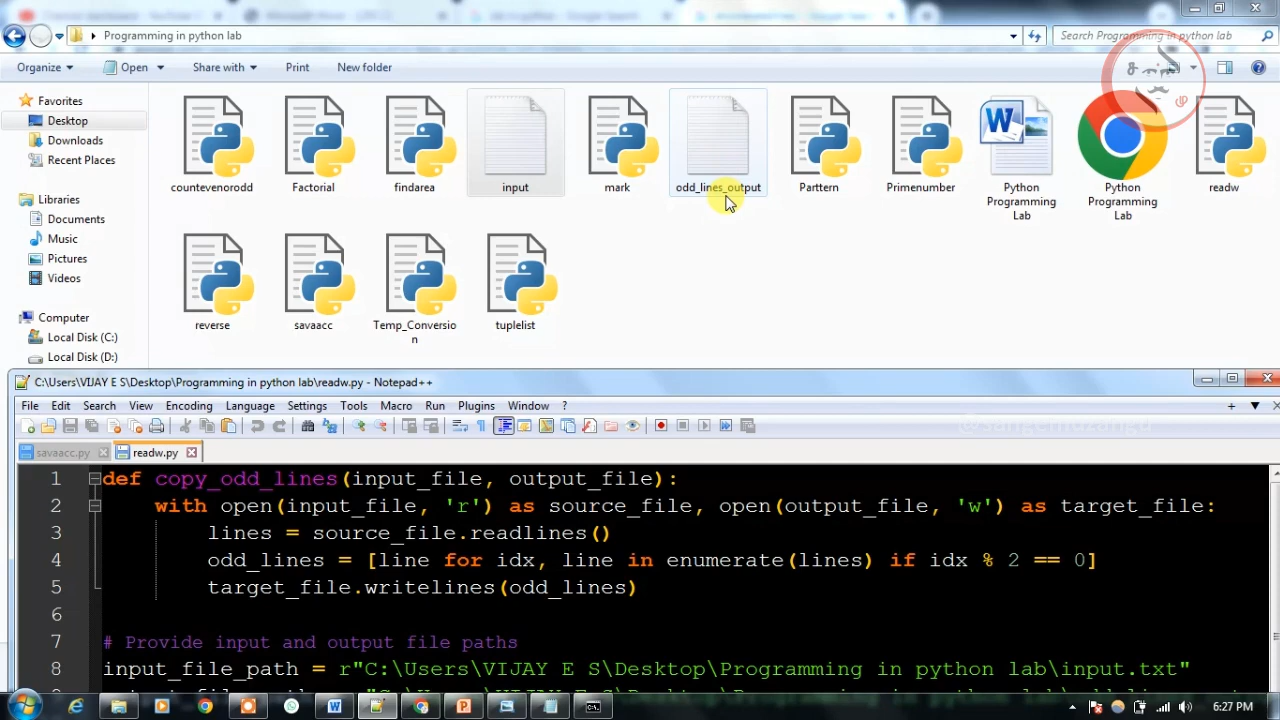 Programming in python lab
Search Programming in python lab
Organize Open Share with Print New folder
Favorites
Desktop
Downloads
Recent Places
Libraries
Documents
Music
Pictures
Videos
Computer
Local Disk (C:)
Local Disk (D:)
countevenorodd
Factorial
findarea
input
mark
odd_lines_output
Parttern
Primenumber
Python
Programming
Lab
Python
Programming
Lab
readw
reverse
savaacc
Temp_Conversio
n
tuplelist
UP
C:\Users\VIJAY E S\Desktop\Programming in python lab\readw.py - Notepad++
File Edit Search View Encoding Language Settings Tools Macro Run Plugins Window ?
@sangemuzangu
savaacc.py readw.py
1 def copy_odd_lines(input_file, output_file):
2 with open(input_file, 'r') as source_file, open(output_file, 'w') as target_file:
3 lines = source_file.readlines()
4 odd_lines = [line for idx, line in enumerate(lines) if idx % 2 == 0]
5 target_file.writelines(odd_lines)
6
7 # Provide input and output file paths
8 input_file_path = r"C:\Users\VIJAY E S\Desktop\Programming in python lab\input.txt"
6:27 PM